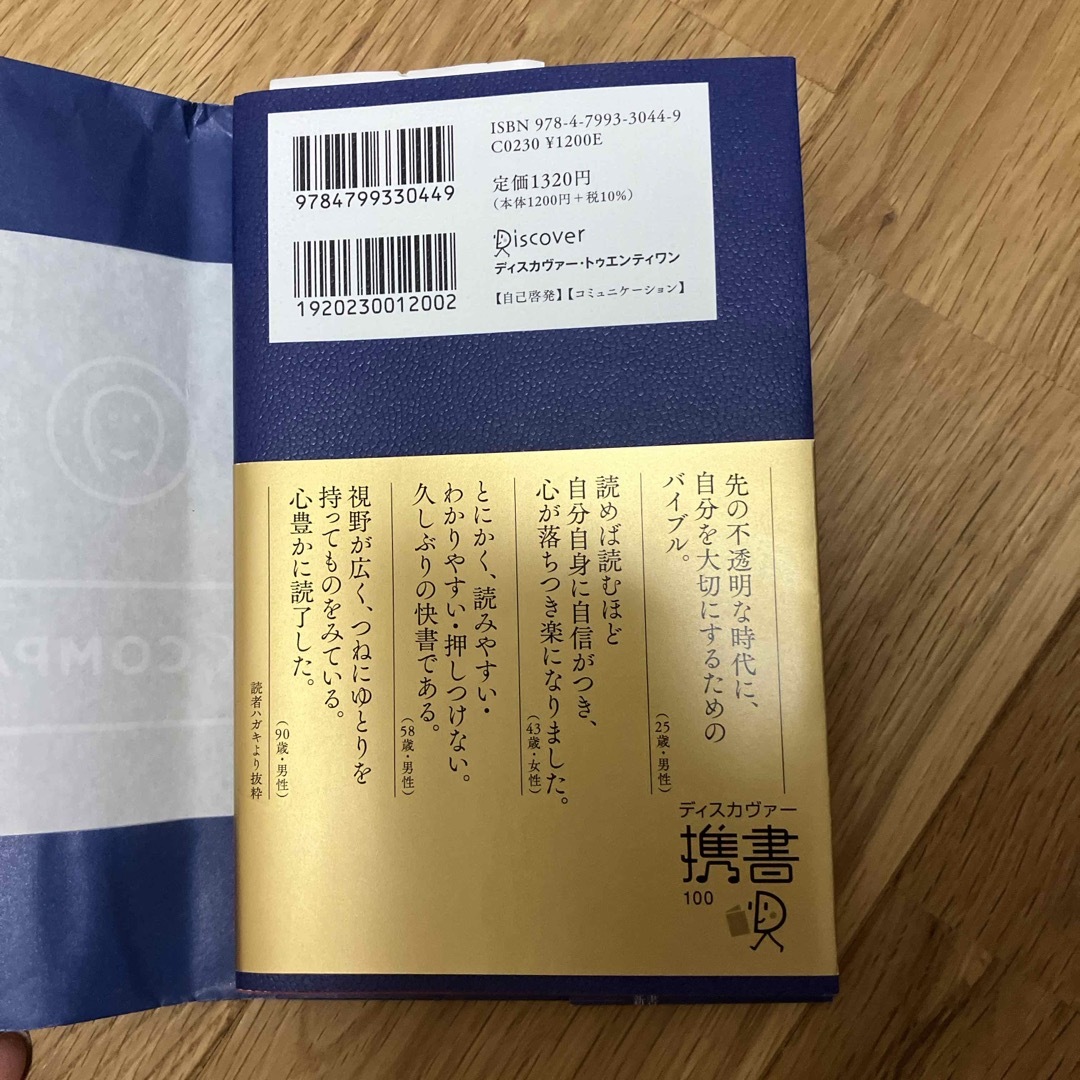 ISBN 978-4-7993-3044-9
C0230 ¥1200E
9784799330449
定価1320円
(本体1200円+税10%)
Discover
ディスカヴァー・トゥエンティワン
1920230012002
【自己啓発】【コミュニケーション】
先の不透明な時代に、
自分を大切にするための
バイブル。
(25歳・男性)
読めば読むほど
自分自身に自信がつき、
心が落ちつき楽になりました。
(43歳・女性)
とにかく、読みやすい・
わかりやすい・押しつけない。
久しぶりの快書である。
(58歳・男性)
視野が広く、つねにゆとりを
持ってものをみている。
心豊かに読了した。
(90歳・男性)
読者ハガキより抜粋
ディスカヴァー
携書
100
新書
COMPA